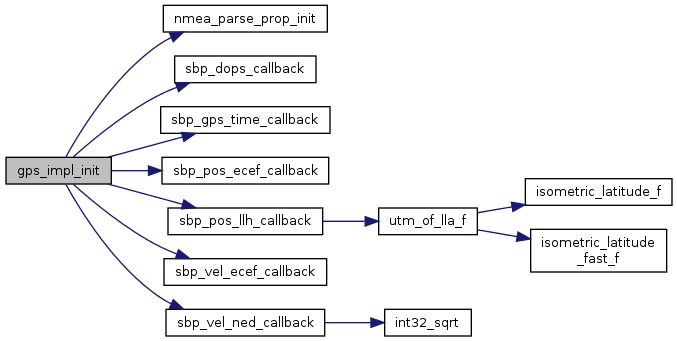 nmea_parse_prop_init
sbp_dops_callback
sbp_gps_time_callback
gps_impl_init
sbp_pos_ecef_callback
sbp_pos_llh_callback
utm_of_lla_f
isometric_latitude_f
isometric_latitude
_fast_f
sbp_vel_ecef_callback
sbp_vel_ned_callback
int32_sqrt